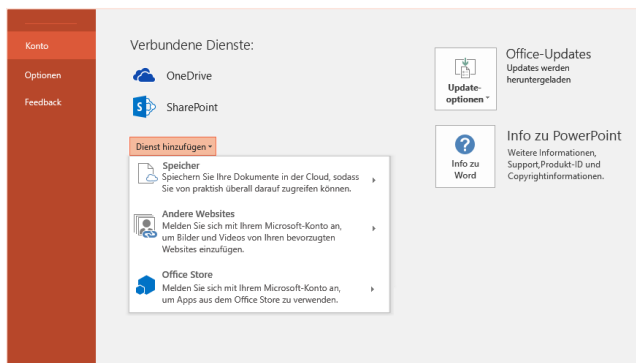 Konto
Optionen
Feedback
Verbundene Dienste:
OneDrive
S
SharePoint
Dienst hinzufügen
Speicher
Spiechern Sie Ihre Dokumente in der Cloud, sodass
Sie von praktish überall darauf zugreifen können.
Andere Websites
Melden Sie sich mit Ihrem Microsoft-Konto an,
um Bilder und Videos von Ihren bevorzugten
Websites einzufügen.
Office Store
Melden Sie sich mit Ihrem Microsoft-Konto an,
um Apps aus dem Office Store zu verwenden.
Update-
optionen
Office-Updates
Updates werden
heruntergeladen
?
Info zu
Word
Info zu PowerPoint
Weitere Informationen,
Support,Produkt-ID und
Copyrightinformationen.